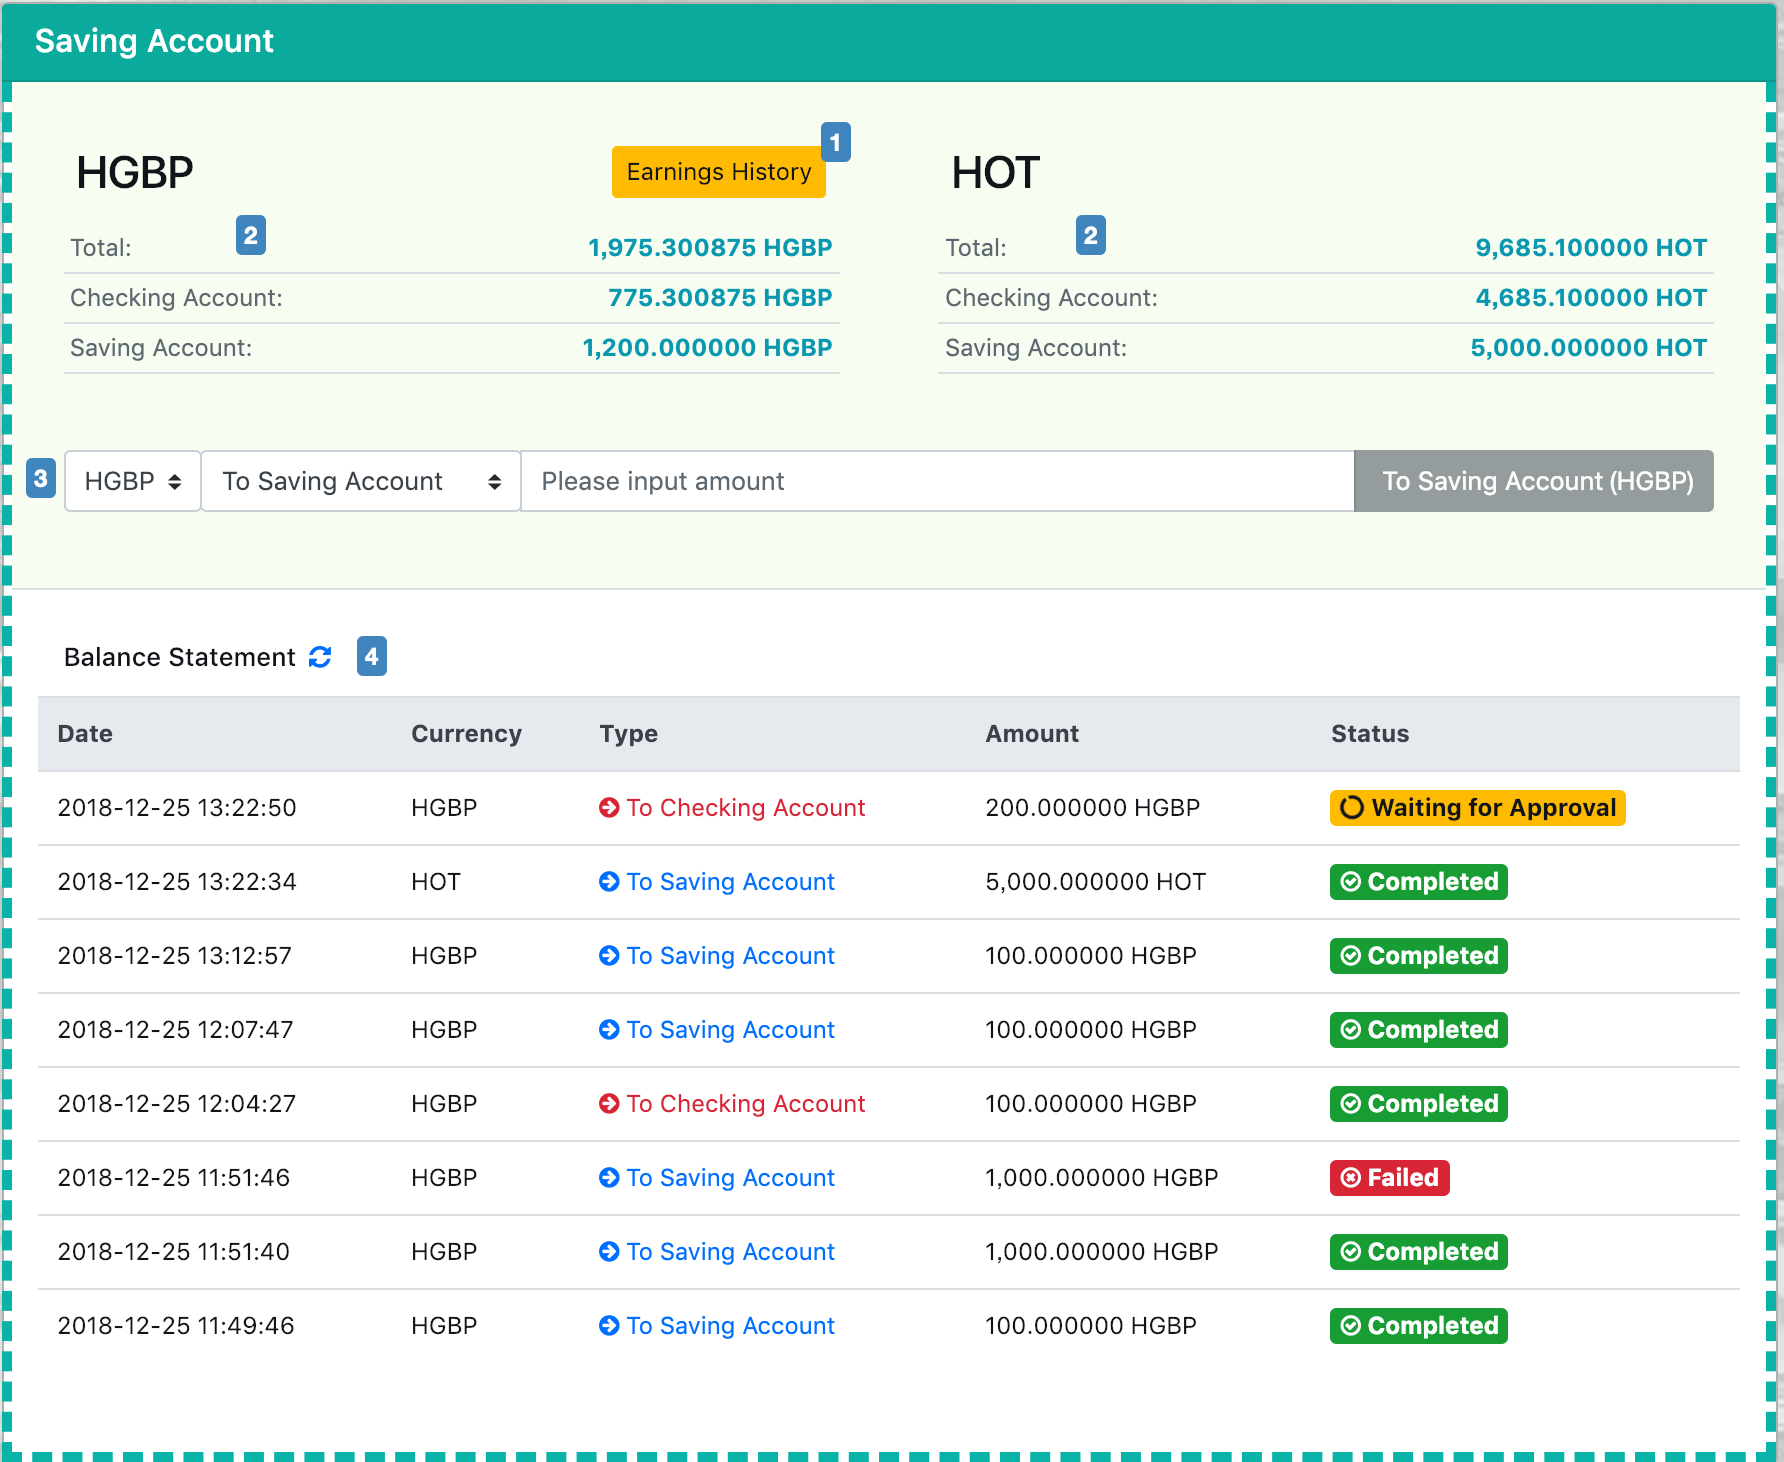 Saving Account
HGBP
Earnings History
1
HOT
Total:
2
1,975.300875 HGBP
Checking Account:
775.300875 HGBP
Saving Account:
1,200.000000 HGBP
Total:
2
9,685.100000 HOT
Checking Account:
4,685.100000 HOT
Saving Account:
5,000.000000 HOT
3
HGBP
To Saving Account
Please input amount
To Saving Account (HGBP)
Balance Statement
4
Date Currency Type Amount Status
2018-12-25 13:22:50 HGBP To Checking Account 200.000000 HGBP Waiting for Approval
2018-12-25 13:22:34 HOT To Saving Account 5,000.000000 HOT Completed
2018-12-25 13:12:57 HGBP To Saving Account 100.000000 HGBP Completed
2018-12-25 12:07:47 HGBP To Saving Account 100.000000 HGBP Completed
2018-12-25 12:04:27 HGBP To Checking Account 100.000000 HGBP Completed
2018-12-25 11:51:46 HGBP To Saving Account 1,000.000000 HGBP Failed
2018-12-25 11:51:40 HGBP To Saving Account 1,000.000000 HGBP Completed
2018-12-25 11:49:46 HGBP To Saving Account 100.000000 HGBP Completed